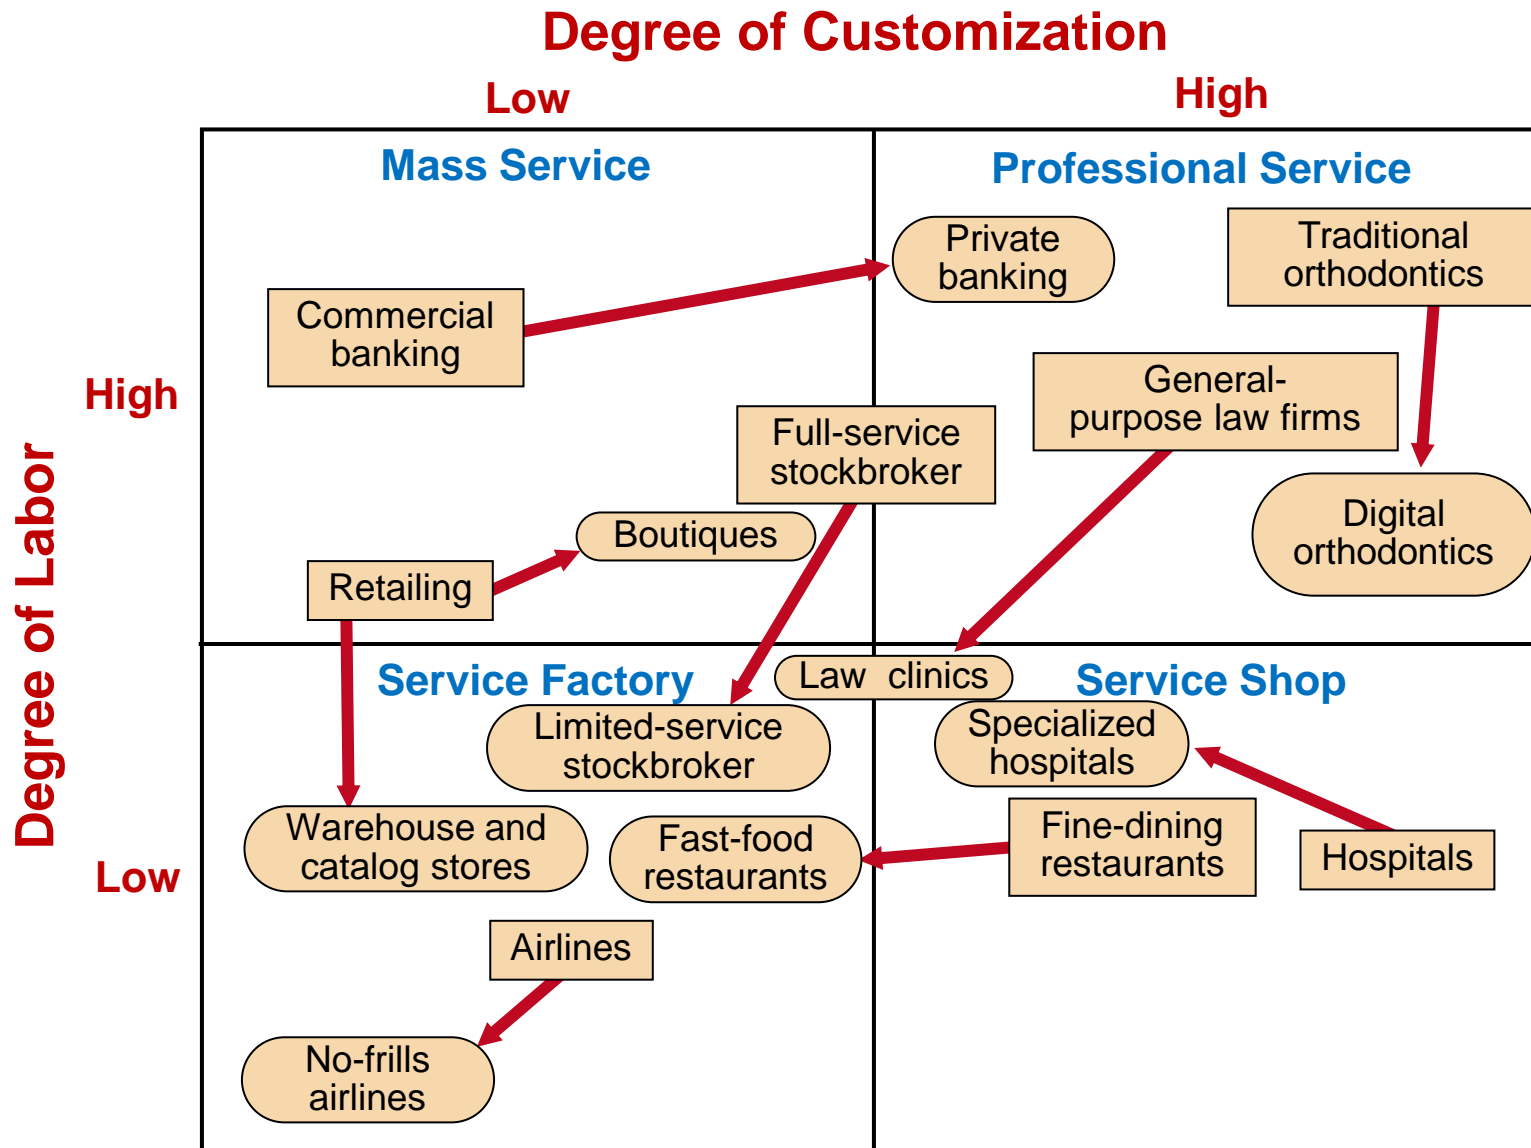 Degree of Customization
Low
High
Mass Service
Professional Service
Private
banking
Traditional
orthodontics
Commercial
banking
General-
purpose law firms
High
Full-service
stockbroker
Degree of Labor
Boutiques
Digital
orthodontics
Retailing
Service Factory
Law clinics
Service Shop
Limited-service
stockbroker
Specialized
hospitals
Warehouse and
catalog stores
Fast-food
restaurants
Fine-dining
restaurants
Hospitals
Low
Airlines
No-frills
airlines